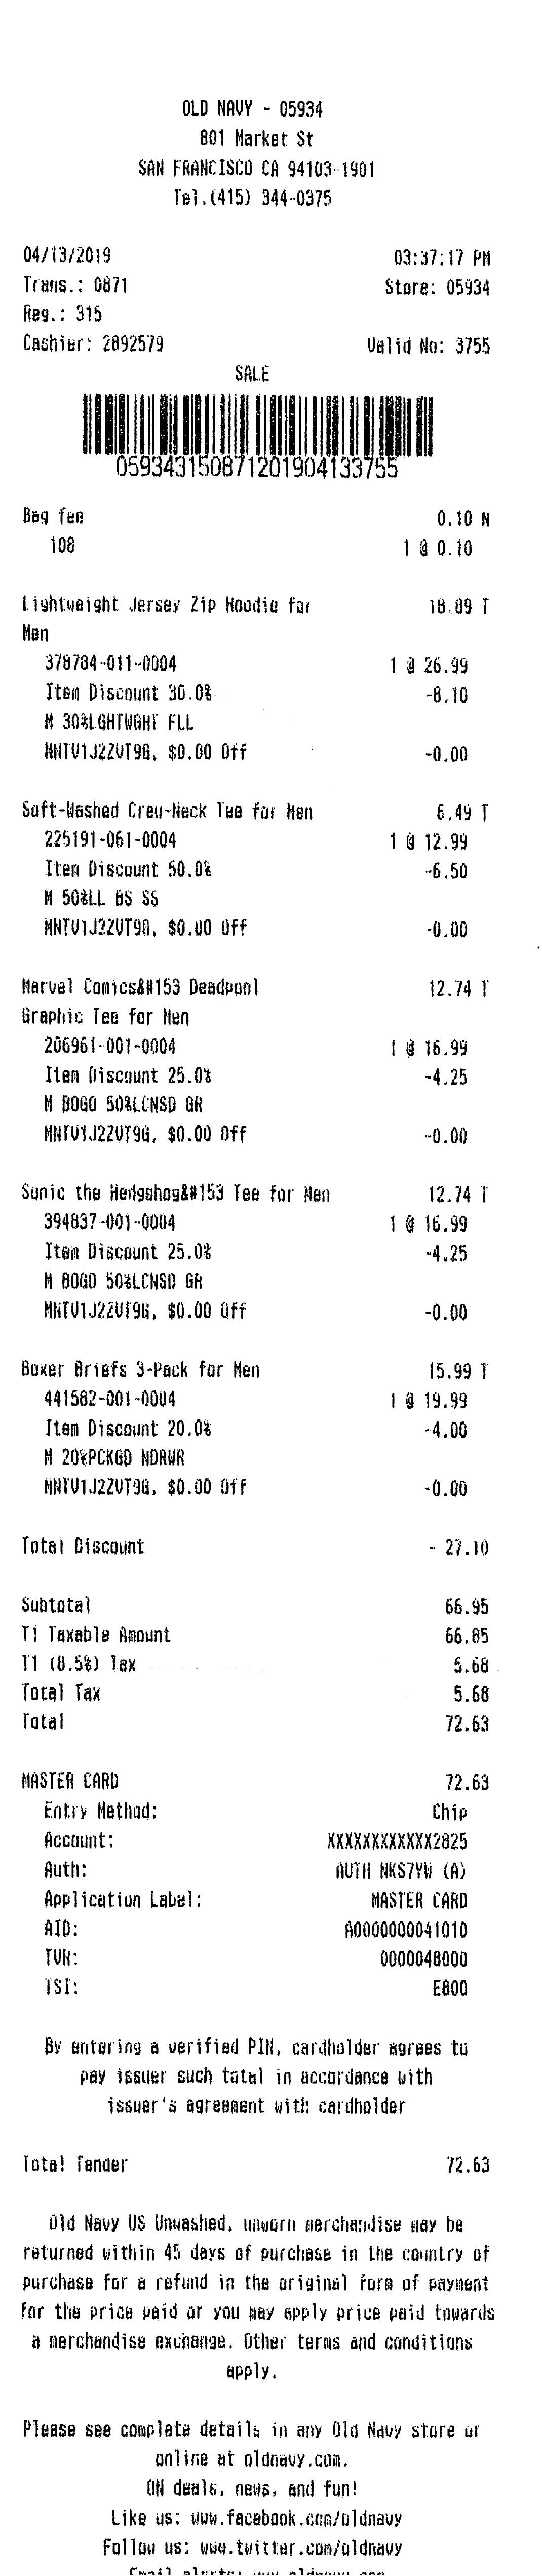 OLD NAVY - 05934
801 Market St
SAN FRANCISCO CA 94103-1901
Tel.(415) 344-0375
04/13/2019 03:37:17 PM
Trans.: 0871 Store: 05934
Reg.: 315
Cashier: 2892579 Valid No: 3755
SALE
059343150871201904133755
Bag fee 0.10 N
108 1 @ 0.10
Lightweight Jersey Zip Hoodie for 18.89 T
Men
378784-011-0004 1 @ 26.99
Item Discount 30.0% -8.10
M 30%LGHTWGHT FLL
MNTV1J2ZVT9G, $0.00 Off -0.00
Soft-Washed Crew-Neck Tee for Men 6.49 T
225191-061-0004 1 @ 12.99
Item Discount 50.0% -6.50
M 50%LL BS SS
MNTV1J2ZVT9G, $0.00 Off -0.00
Marvel Comics&#153 Deadpool 12.74 T
Graphic Tee for Men
206961-001-0004 1 @ 16.99
Item Discount 25.0% -4.25
M BOGO 50%LCNSD GR
MNTV1J2ZVT9G, $0.00 Off -0.00
Sonic the Hedgehog&#153 Tee for Men 12.74 T
394837-001-0004 1 @ 16.99
Item Discount 25.0% -4.25
M BOGO 50%LCNSD GR
MNTV1J2ZVT9G, $0.00 Off -0.00
Boxer Briefs 3-Pack for Men 15.99 T
441582-001-0004 1 @ 19.99
Item Discount 20.0% -4.00
M 20%PCKGD NDRWR
MNTV1J2ZVT9G, $0.00 Off -0.00
Total Discount - 27.10
Subtotal 66.95
T1 Taxable Amount 66.85
T1 (8.5%) Tax 5.68
Total Tax 5.68
Total 72.63
MASTER CARD 72.63
Entry Method: Chip
Account: XXXXXXXXXXXX2825
Auth: AUTH NKS7YW (A)
Application Label: MASTER CARD
AID: A0000000041010
TVR: 0000048000
TSI: E800
By entering a verified PIN, cardholder agrees to
pay issuer such total in accordance with
issuer's agreement with cardholder
Total Tender 72.63
Old Navy US Unwashed, unworn merchandise may be
returned within 45 days of purchase in the country of
purchase for a refund in the original form of payment
for the price paid or you may apply price paid towards
a merchandise exchange. Other terms and conditions
apply.
Please see complete details in any Old Navy store or
online at oldnavy.com.
ON deals, news, and fun!
Like us: www.facebook.com/oldnavy
Follow us: www.twitter.com/oldnavy
Email alerts: